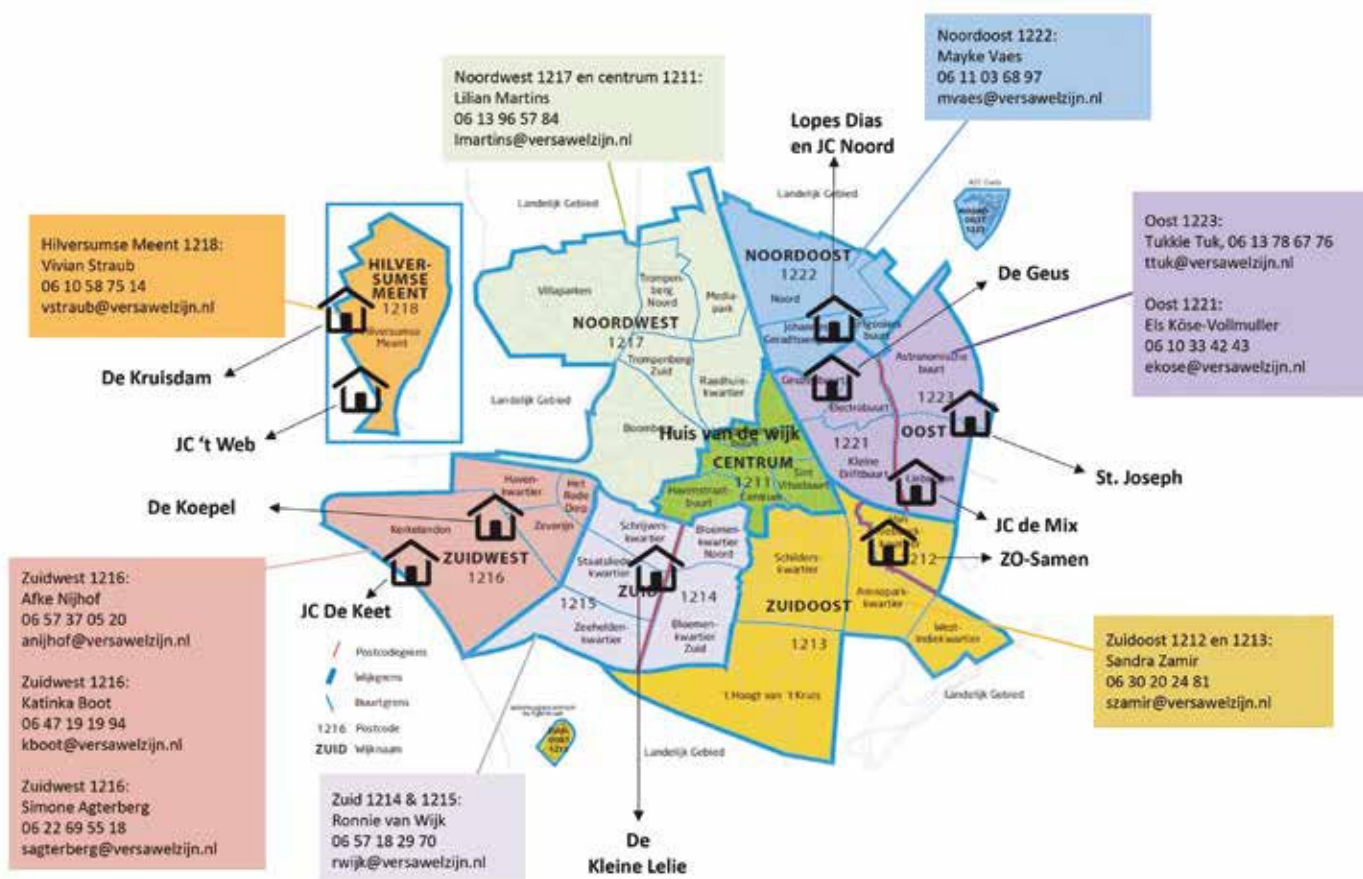 Noordwest 1217 en centrum 1211:
Lilian Martins
06 13 96 57 84
lmartins@versawelzijn.nl
Noordoost 1222:
Mayke Vaes
06 11 03 68 97
mvaes@versawelzijn.nl
Lopes Dias
en JC Noord
Hilversumse Meent 1218:
Vivian Straub
06 10 58 75 14
vstraub@versawelzijn.nl
Oost 1223:
Tukkie Tuk, 06 13 78 67 76
ttuk@versawelzijn.nl
Oost 1221:
Els Köse-Vollmuller
06 10 33 42 43
ekose@versawelzijn.nl
De Geus
De Kruisdam
JC 't Web
De Koepel
JC De Keet
St. Joseph
JC de Mix
ZO-Samen
Huis van de wijk
HILVER-
SUMSE
MEENT
1218
Hilversumse
Meent
Landelijk Gebied
Landelijk Gebied
Landelijk Gebied
NOORDWEST
1217
Villaparken
Trompen
berg
Noord
Media
park
Trompenberg
Zuid
Raadhuis
kwartier
NOORDOOST
1222
Noord
Astronomische
buurt
1223
OOST
Electrobuurt
1221
Kleine
Driftbuurt
CENTRUM
1211
Havenstraat
buurt
Centrum
Sint
Vitusbuurt
Haven
kwartier
Het
Rode
Dorp
Kerkelanden
Zeverijn
ZUIDWEST
1216
Schrijvers
kwartier
Bloemen
kwartier
Noord
Staatslieden
kwartier
ZUID
1215
1214
Zeehelden
kwartier
Bloemen
kwartier
Zuid
Schilders
kwartier
ZUIDOOST
1213
1212
Annapark
kwartier
West
Indiëkwartier
't Hoogt van 't Kruis
Landelijk Gebied
Landelijk Gebied
Postcodegrens
Wijkgrens
Buurtgrens
1216 Postcode
ZUID Wijknaam
Zuidwest 1216:
Afke Nijhof
06 57 37 05 20
anijhof@versawelzijn.nl
Zuidwest 1216:
Katinka Boot
06 47 19 19 94
kboot@versawelzijn.nl
Zuidwest 1216:
Simone Agterberg
06 22 69 55 18
sagterberg@versawelzijn.nl
Zuid 1214 & 1215:
Ronnie van Wijk
06 57 18 29 70
rwijk@versawelzijn.nl
De
Kleine Lelie
Zuidoost 1212 en 1213:
Sandra Zamir
06 30 20 24 81
szamir@versawelzijn.nl